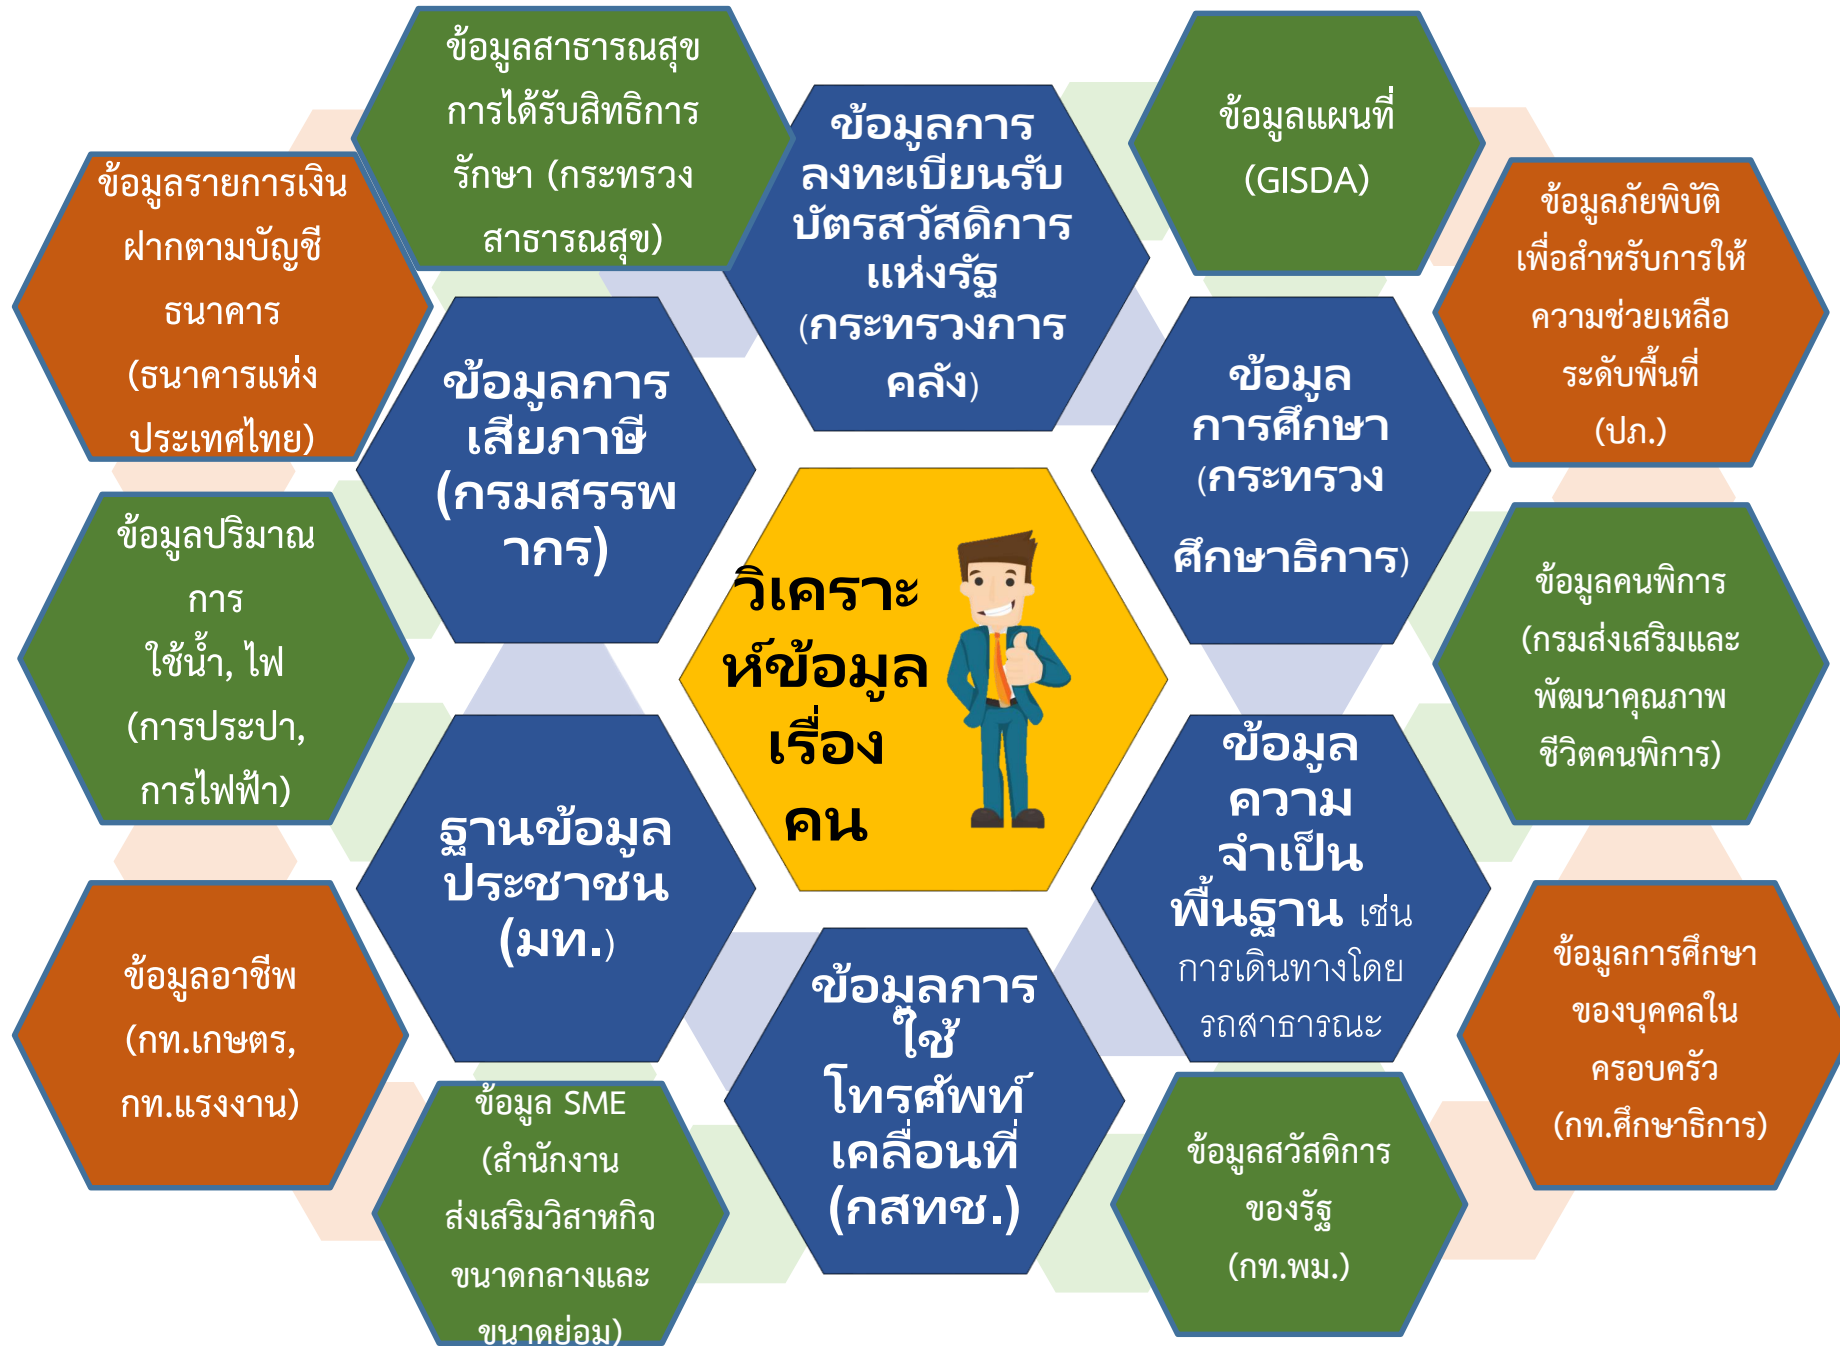 ข้อมูลสาธารณสุข
การได้รับสิทธิการ
รักษา (กระทรวง
สาธารณสุข)
ข้อมูลการ
ลงทะเบียนรับ
บัตรสวัสดิการ
แห่งรัฐ
(กระทรวงการ
คลัง)
ข้อมูลแผนที่
(GISDA)
ข้อมูลรายการเงิน
ฝากตามบัญชี
ธนาคาร
(ธนาคารแห่ง
ประเทศไทย)
ข้อมูลภัยพิบัติ
เพื่อสำหรับการให้
ความช่วยเหลือ
ระดับพื้นที่
(ปภ.)
ข้อมูลการ
เสียภาษี
(กรมสรรพ
ากร)
ข้อมูล
การศึกษา
(กระทรวง
ศึกษาธิการ)
ข้อมูลปริมาณ
การ
ใช้น้ำ, ไฟ
(การประปา,
การไฟฟ้า)
วิเคราะ
ห์ข้อมูล
เรื่อง
คน
ข้อมูลคนพิการ
(กรมส่งเสริมและ
พัฒนาคุณภาพ
ชีวิตคนพิการ)
ฐานข้อมูล
ประชาชน
(มท.)
ข้อมูล
ความ
จำเป็น
พื้นฐาน เช่น
การเดินทางโดย
รถสาธารณะ
ข้อมูลอาชีพ
(กท.เกษตร,
กท.แรงงาน)
ข้อมูลการ
ใช้
โทรศัพท์
เคลื่อนที่
(กสทช.)
ข้อมูลการศึกษา
ของบุคคลใน
ครอบครัว
(กท.ศึกษาธิการ)
ข้อมูล SME
(สำนักงาน
ส่งเสริมวิสาหกิจ
ขนาดกลางและ
ขนาดย่อม)
ข้อมูลสวัสดิการ
ของรัฐ
(กท.พม.)